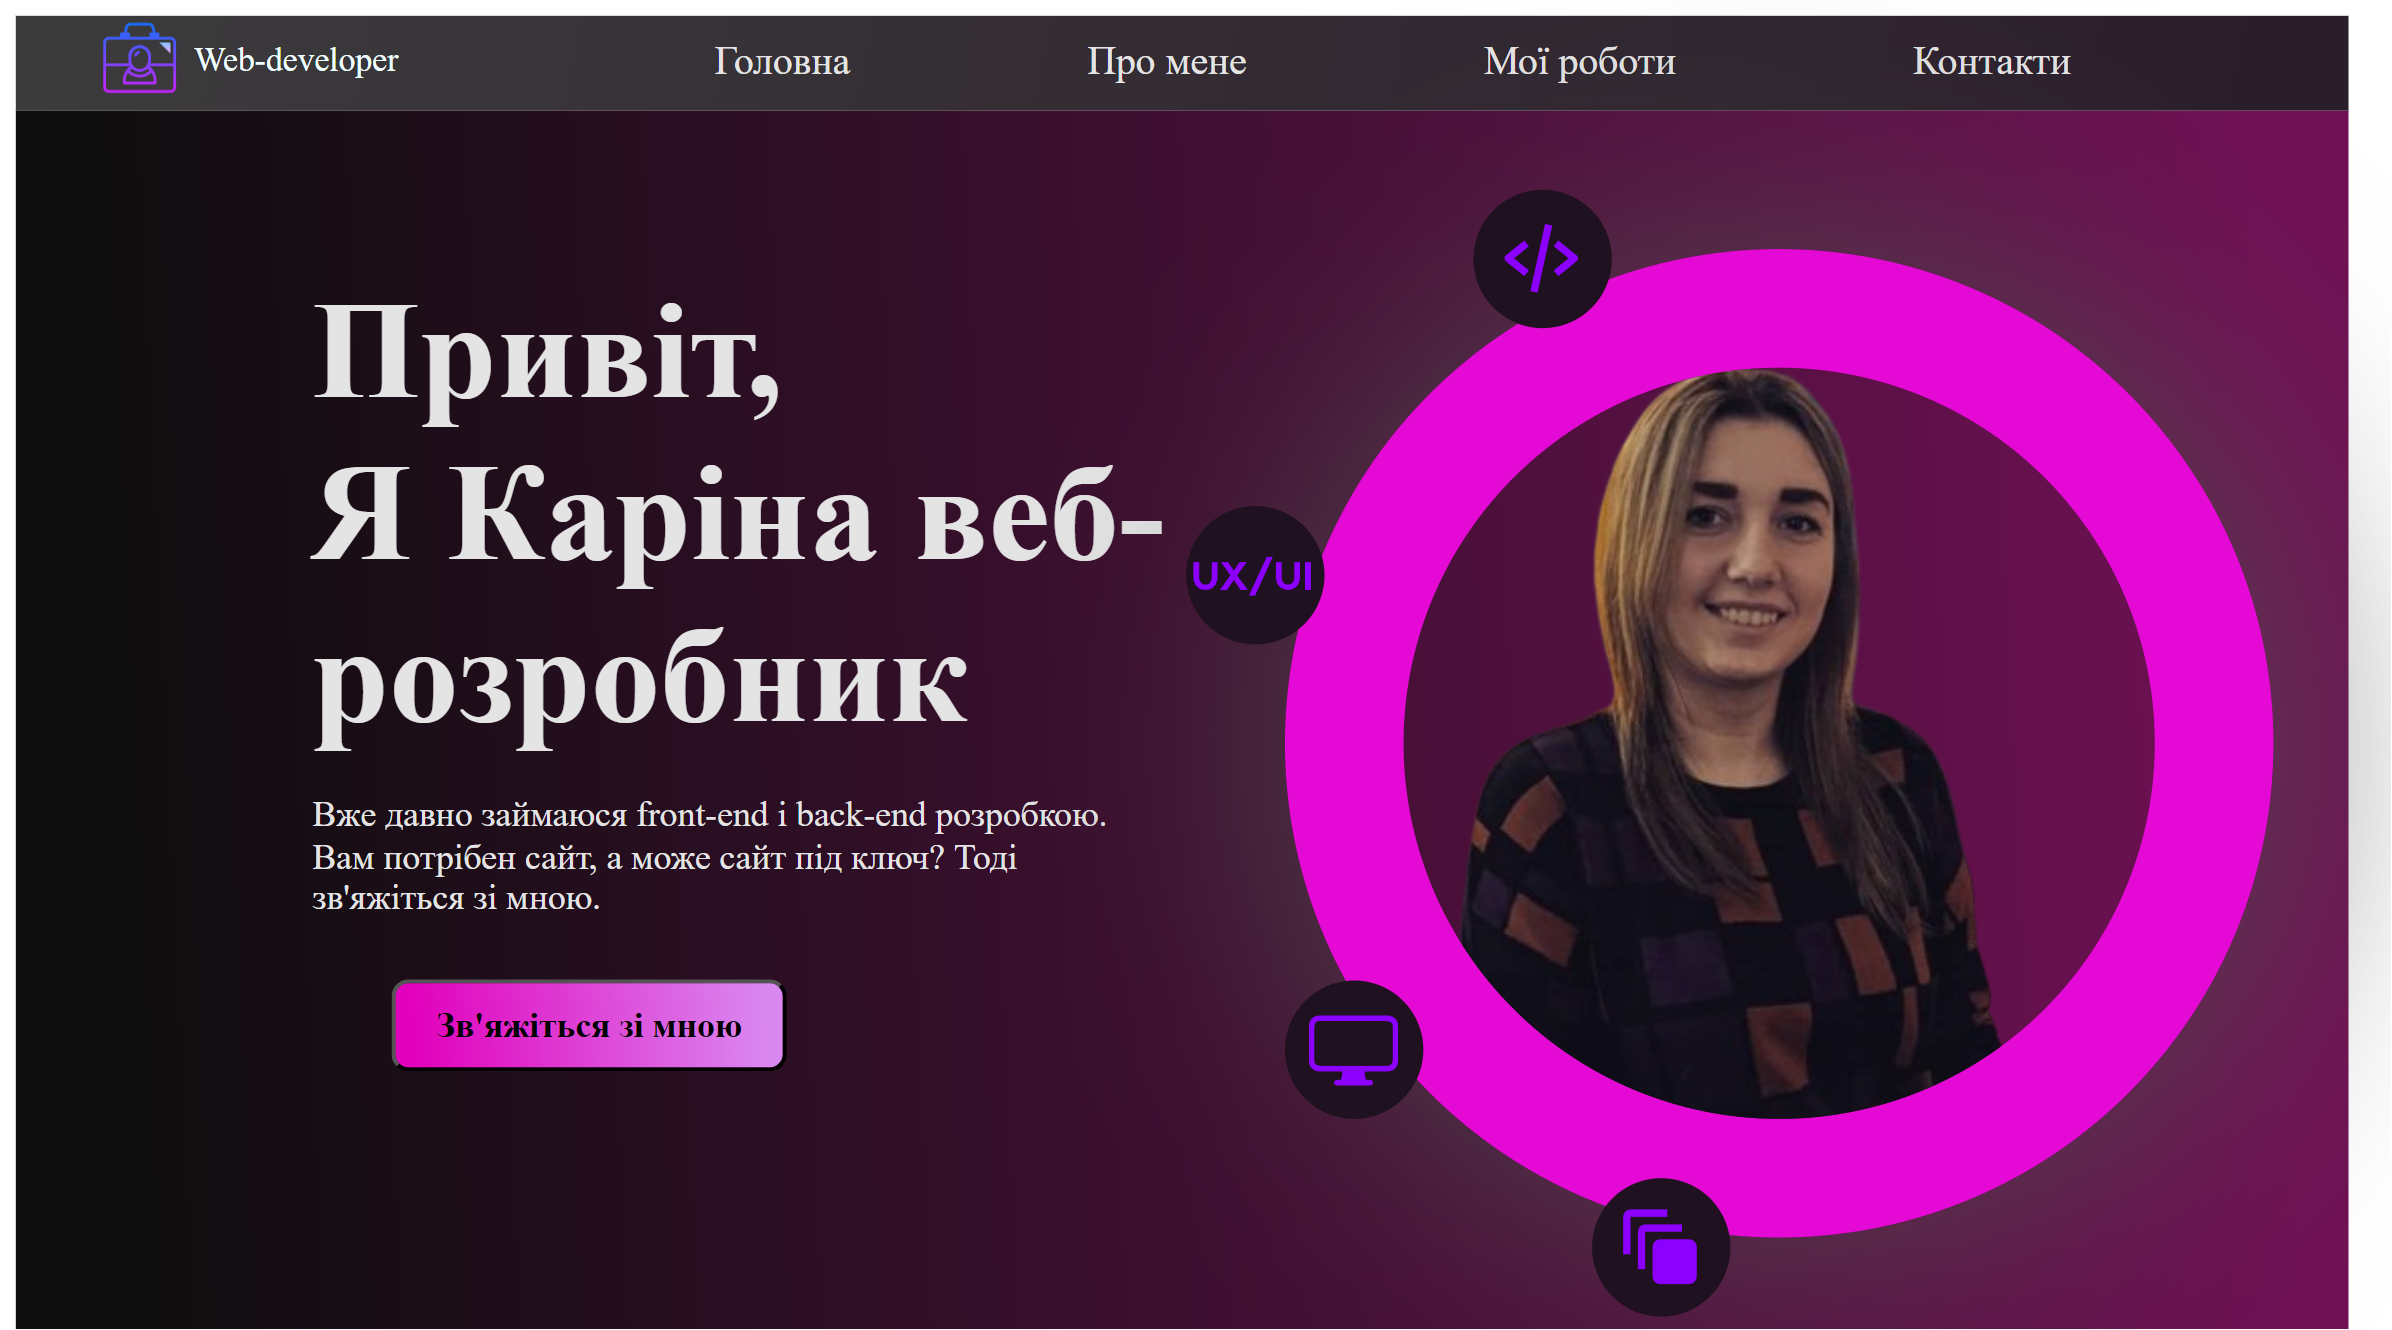 Web-developer
Головна
Про мене
Мої роботи
Контакти
Привіт,
Я Каріна веб-
розробник
UX/UI
Вже давно займаюся front-end і back-end розробкою.
Вам потрібен сайт, а може сайт під ключ? Тоді
зв'яжіться зі мною.
Зв'яжіться зі мною